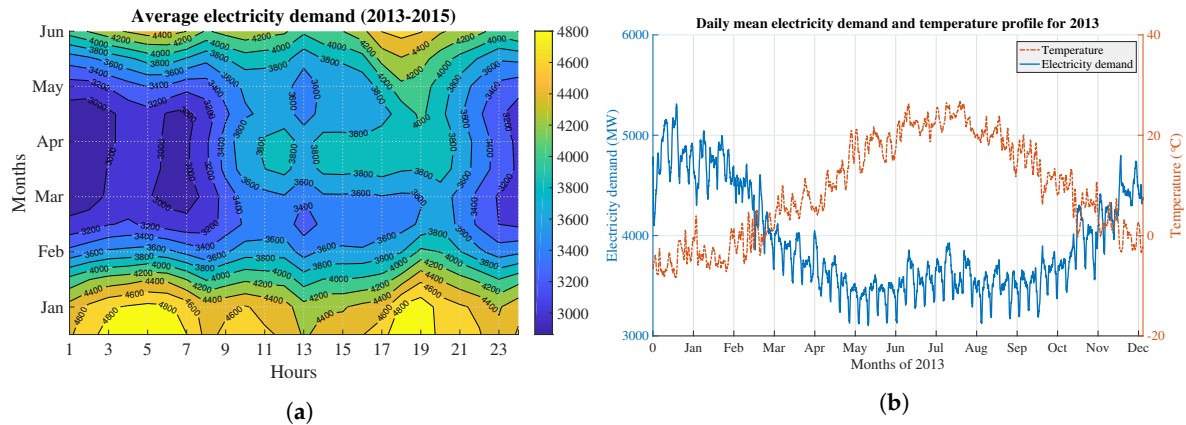 Average electricity demand (2013-2015)
Jun
May
Apr
Mar
Feb
Jan
Months
1 3 5 7 9 11 13 15 17 19 21 23
Hours
4800
4600
4400
4200
4000
3800
3600
3400
3200
3000
(a)
Daily mean electricity demand and temperature profile for 2013
Temperature
Electricity demand
6000
5000
4000
3000
Electricity demand (MW)
40
20
0
-20
Temperature (°C)
0 Jan Feb Mar Apr May Jun Jul Aug Sep Oct Nov Dec
Months of 2013
(b)